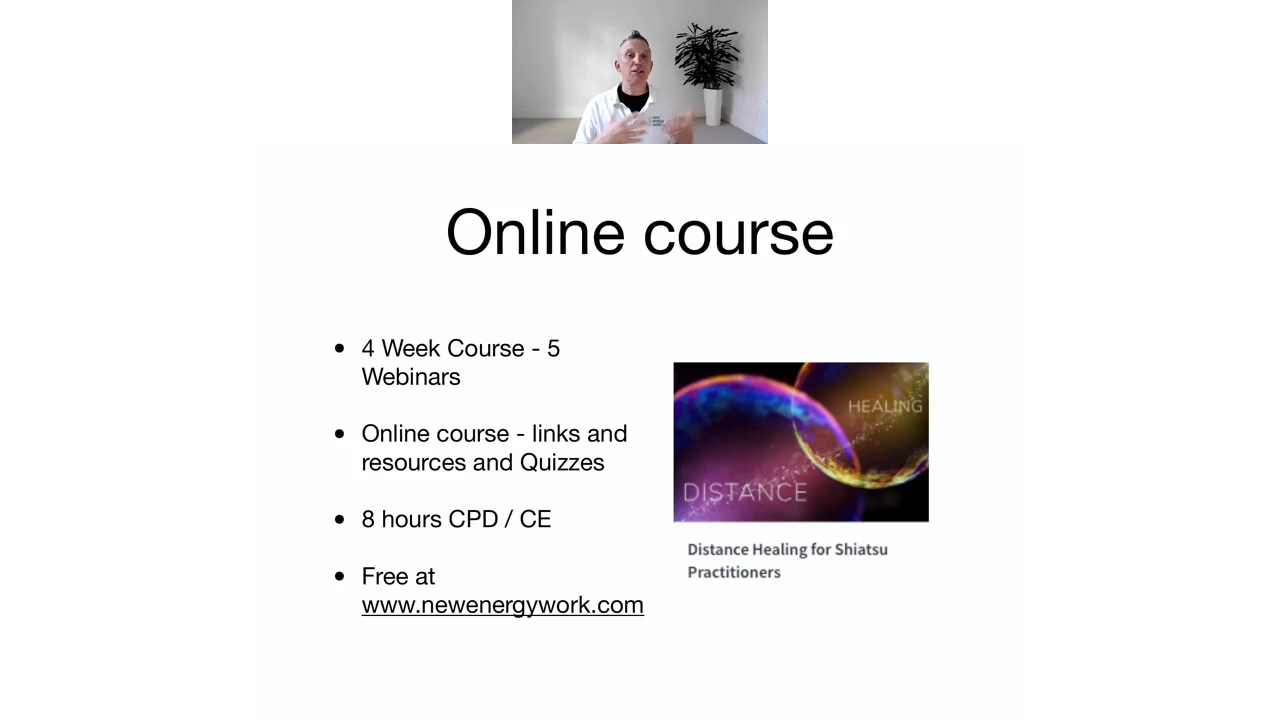 Online course
4 Week Course - 5
Webinars
Online course - links and
resources and Quizzes
8 hours CPD / CE
Free at
www.newenergywork.com
HEALING
DISTANCE
Distance Healing for Shiatsu
Practitioners